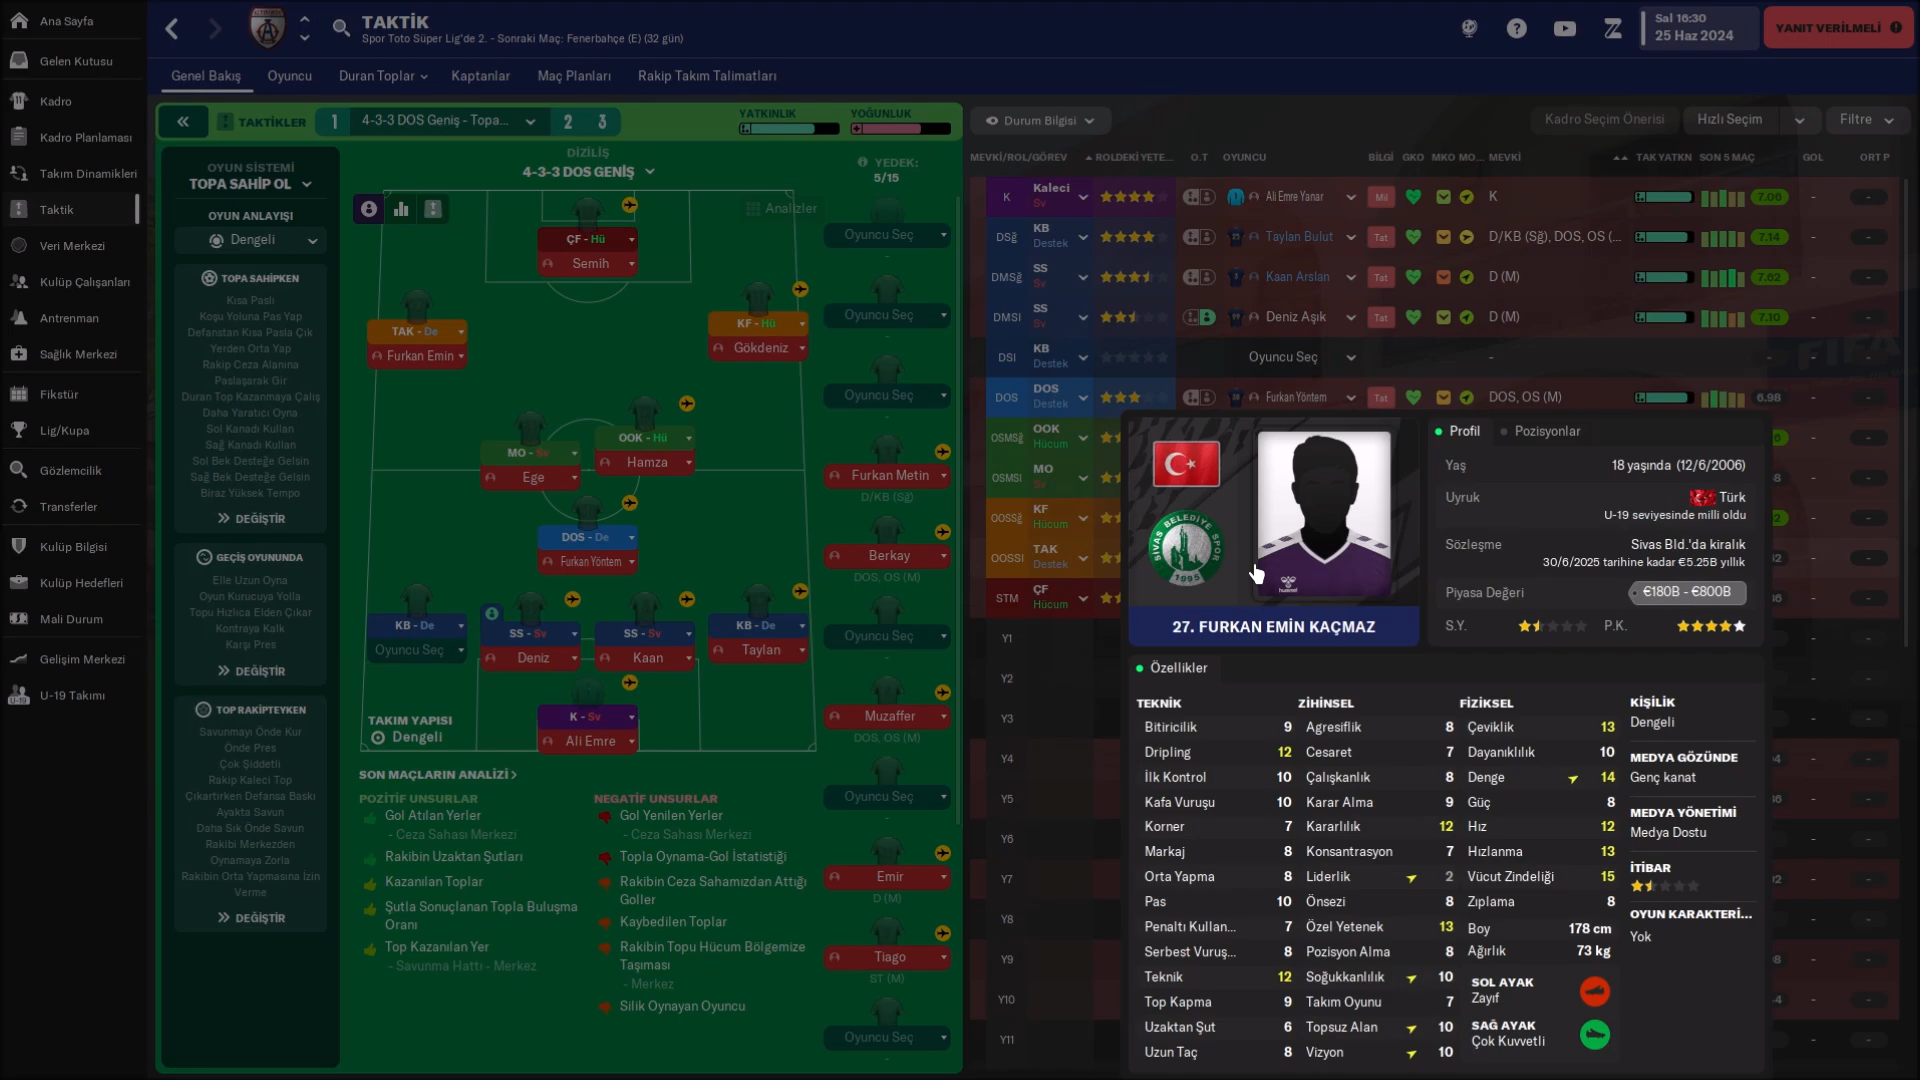 Ana Sayfa
Gelen Kutusu
Kadro
Kadro Planlaması
Takım Dinamikleri
Taktik
Veri Merkezi
Kulüp Çalışanları
Antrenman
Sağlık Merkezi
Fikstür
Lig/Kupa
Gözlemcilik
Transferler
Kulüp Bilgisi
Kulüp Hedefleri
Mali Durum
Gelişim Merkezi
U-19 Takımı
TAKTİK
Spor Toto Süper Lig'de 2. - Sonraki Maç: Fenerbahçe (E) (32 gün)
Sal 16:30
25 Haz 2024
YANIT VERİLMELİ
Genel Bakış
Oyuncu
Duran Toplar
Kaptanlar
Maç Planları
Rakip Takım Talimatları
TAKTİKLER
1 4-3-3 DOS Geniş - Topa... 2 3
YATKINLIK
YOĞUNLUK
OYUN SİSTEMİ
TOPA SAHİP OL
OYUN ANLAYIŞI
Dengeli
TOPA SAHİPKEN
Kısa Paslı
Koşu Yoluna Pas Yap
Defanstan Kısa Pasla Çık
Yerden Orta Yap
Rakip Ceza Alanına
Paslaşarak Gir
Duran Top Kazanmaya Çalış
Daha Yaratıcı Oyna
Sol Kanadı Kullan
Sağ Kanadı Kullan
Sol Bek Desteğe Gelsin
Sağ Bek Desteğe Gelsin
Biraz Yüksek Tempo
DEĞİŞTİR
GEÇİŞ OYUNUNDA
Elle Uzun Oyna
Oyun Kurucuya Yolla
Topu Hızlıca Elden Çıkar
Kontraya Kalk
Karşı Pres
DEĞİŞTİR
TOP RAKİPTEYKEN
Savunmayı Önde Kur
Önde Pres
Çok Şiddetli
Rakip Kaleci Top
Çıkartırken Defansa Baskı
Ayakta Savun
Daha Sık Önde Savun
Rakibi Merkezden
Oynamaya Zorla
Rakibin Orta Yapmasına İzin
Verme
DEĞİŞTİR
DİZİLİŞ
4-3-3 DOS GENİŞ
YEDEK:
5/15
Analizler
ÇF - Hü
Semih
TAK - De
Furkan Emin
KF - Hü
Gökdeniz
MO - Sv
Ege
OOK - Hü
Hamza
DOS - De
Furkan Yöntem
KB - De
Oyuncu Seç
SS - Sv
Deniz
SS - Sv
Kaan
KB - De
Taylan
K - Sv
Ali Emre
TAKIM YAPISI
Dengeli
Oyuncu Seç
-
Oyuncu Seç
-
Oyuncu Seç
-
Furkan Metin
D/KB (Sğ)
Berkay
DOS, OS (M)
Oyuncu Seç
-
Muzaffer
DOS, OS (M)
Oyuncu Seç
-
Emir
D (M)
Tiago
ST (M)
Oyuncu Seç
-
SON MAÇLARIN ANALİZİ
POZİTİF UNSURLAR
Gol Atılan Yerler
- Ceza Sahası Merkezi
Rakibin Uzaktan Şutları
Kazanılan Toplar
Şutla Sonuçlanan Topla Buluşma
Oranı
Top Kazanılan Yer
- Savunma Hattı - Merkez
NEGATİF UNSURLAR
Gol Yenilen Yerler
- Ceza Sahası Merkezi
Topla Oynama-Gol İstatistiği
Rakibin Ceza Sahamızdan Attığı
Goller
Kaybedilen Toplar
Rakibin Topu Hücum Bölgemize
Taşıması
- Merkez
Silik Oynayan Oyuncu
Durum Bilgisi
Kadro Seçim Önerisi
Hızlı Seçim
Filtre
MEVKİ/ROL/GÖREV ROLDEKİ YETE... O.T OYUNCU BİLGİ GKO MKO MO... MEVKİ TAK YATKN SON 5 MAÇ GOL ORT P
K Kaleci Sv Ali Emre Yanar Mil K 7.06 - -
DSğ KB Destek Taylan Bulut Tat D/KB (Sğ), DOS, OS (... 7.14 - -
DMSğ SS Sv Kaan Arslan Tat D (M) 7.62 - -
DMSl SS Sv Deniz Aşık Tat D (M) 7.10 - -
DSl KB Destek Oyuncu Seç - - - -
DOS DOS Destek Furkan Yöntem Tat DOS, OS (M) 6.98 - -
OSMSğ OOK Hücum
OSMSl MO Sv
OOSSğ KF Hücum
OOSSl TAK Destek
STM ÇF Hücum
Y1
Y2
Y3
Y4
Y5
Y6
Y7
Y8
Y9
Y10
Y11
SİVAS BELEDİYE SPOR
1995
hummel
27. FURKAN EMİN KAÇMAZ
Profil
Pozisyonlar
Yaş 18 yaşında (12/6/2006)
Uyruk Türk
U-19 seviyesinde milli oldu
Sözleşme Sivas Bld.'da kiralık
30/6/2025 tarihine kadar €5.25B yıllık
Piyasa Değeri €180B - €800B
S.Y. P.K.
Özellikler
TEKNİK
Bitiricilik 9
Dripling 12
İlk Kontrol 10
Kafa Vuruşu 10
Korner 7
Markaj 8
Orta Yapma 8
Pas 10
Penaltı Kullan... 7
Serbest Vuruş... 8
Teknik 12
Top Kapma 9
Uzaktan Şut 6
Uzun Taç 8
ZİHİNSEL
Agresiflik 8
Cesaret 7
Çalışkanlık 8
Karar Alma 9
Kararlılık 12
Konsantrasyon 7
Liderlik 2
Önsezi 8
Özel Yetenek 13
Pozisyon Alma 8
Soğukkanlılık 10
Takım Oyunu 7
Topsuz Alan 10
Vizyon 10
FİZİKSEL
Çeviklik 13
Dayanıklılık 10
Denge 14
Güç 8
Hız 12
Hızlanma 13
Vücut Zindeliği 15
Zıplama 8
Boy 178 cm
Ağırlık 73 kg
SOL AYAK
Zayıf
SAĞ AYAK
Çok Kuvvetli
KİŞİLİK
Dengeli
MEDYA GÖZÜNDE
Genç kanat
MEDYA YÖNETİMİ
Medya Dostu
İTİBAR
OYUN KARAKTERİ...
Yok